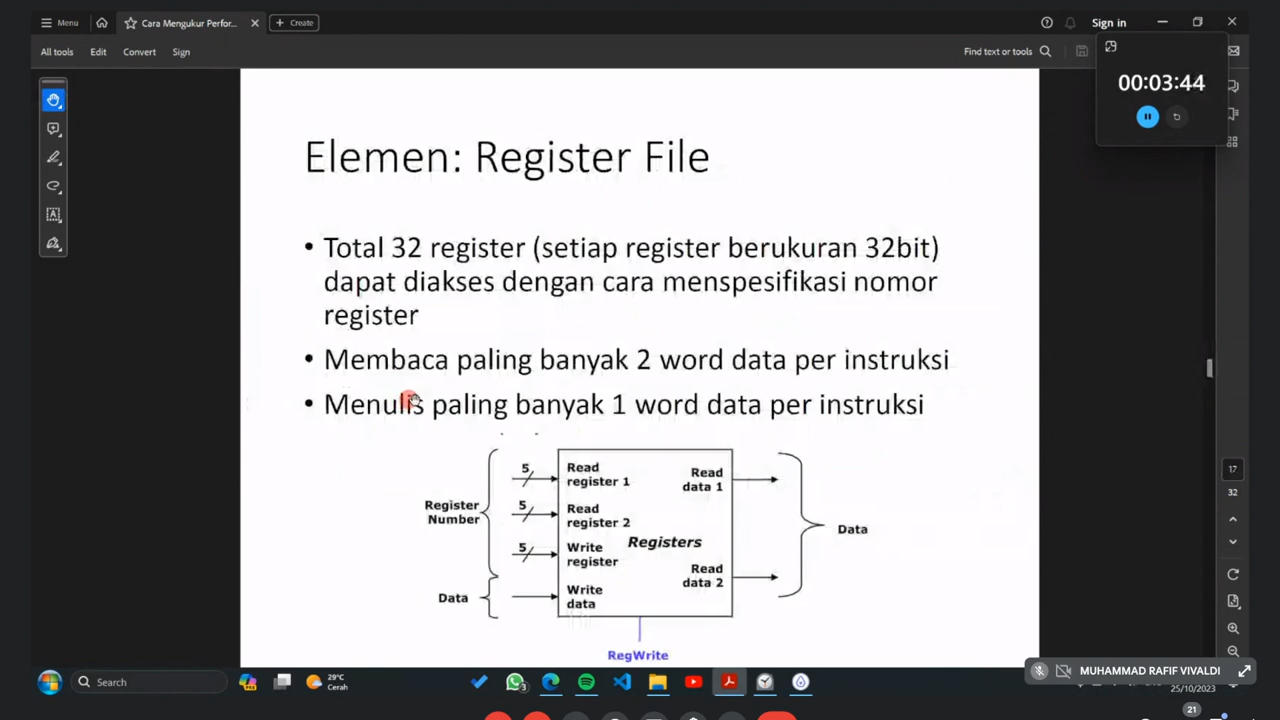 Menu
Cara Mengukur Perfor...
Create
Sign in
All tools
Edit
Convert
Sign
Find text or tools
00:03:44
Elemen: Register File
• Total 32 register (setiap register berukuran 32bit)
dapat diakses dengan cara menspesifikasi nomor
register
• Membaca paling banyak 2 word data per instruksi
• Menulis paling banyak 1 word data per instruksi
Register
Number
5
Read
register 1
5
Read
register 2
5
Write
register
Data
Write
data
Registers
Read
data 1
Read
data 2
Data
RegWrite
17
32
Search
29°C
Cerah
3
MUHAMMAD RAFIF VIVALDI
25/10/2023
21